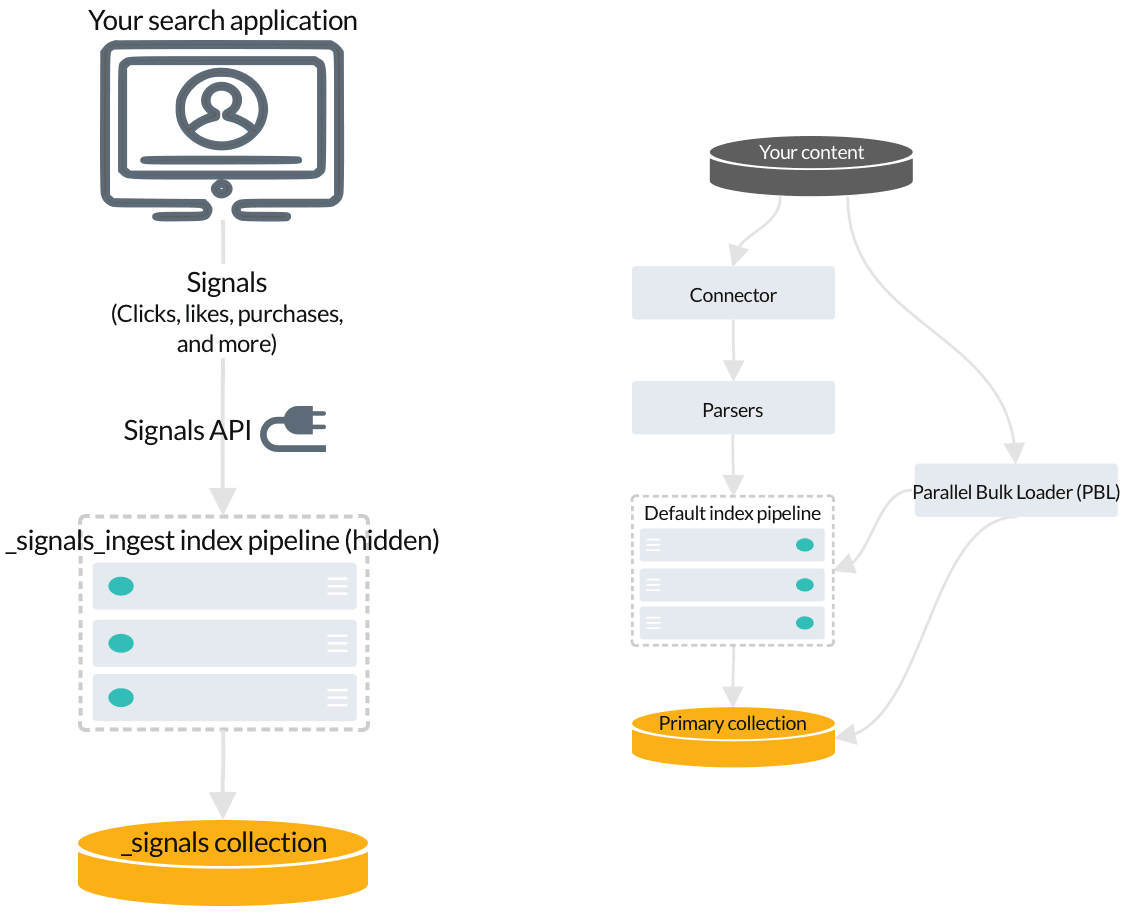 Your search application
Signals
(Clicks, likes, purchases,
and more)
Signals API
_signals_ingest index pipeline (hidden)
_signals collection
Your content
Connector
Parsers
Parallel Bulk Loader (PBL)
Default index pipeline
Primary collection